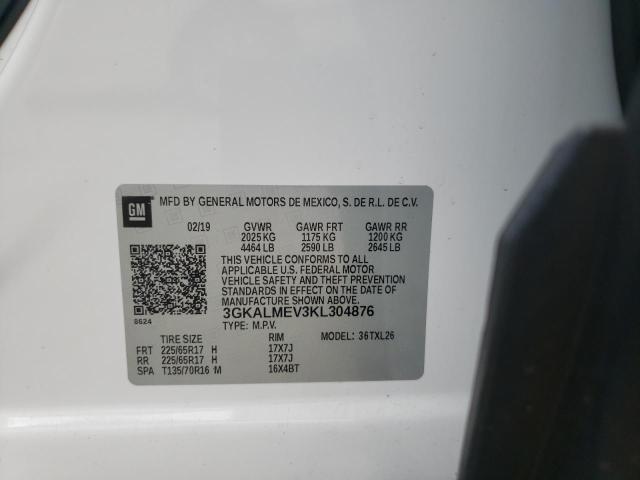 GM MFD BY GENERAL MOTORS DE MEXICO, S. DE R.L. DE C.V.
02/19 GVWR GAWR FRT GAWR RR
2025 KG 1175 KG 1200 KG
4464 LB 2590 LB 2645 LB
THIS VEHICLE CONFORMS TO ALL
APPLICABLE U.S. FEDERAL MOTOR
VEHICLE SAFETY AND THEFT PREVENTION
STANDARDS IN EFFECT ON THE DATE OF
MANUFACTURE SHOWN ABOVE.
3GKALMEV3KL304876
8624 TYPE: M.P.V.
TIRE SIZE RIM MODEL: 36TXL26
FRT 225/65R17 H 17X7J
RR 225/65R17 H 17X7J
SPA T135/70R16 M 16X4BT